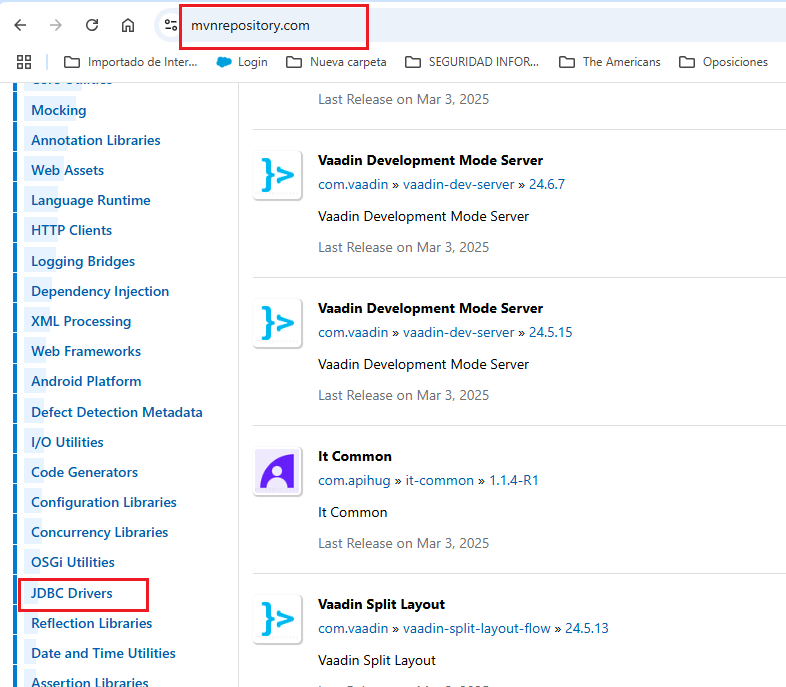 mvnrepository.com
Importado de Inter...
Login
Nueva carpeta
SEGURIDAD INFOR...
The Americans
Oposiciones
Core Utilities
Mocking
Annotation Libraries
Web Assets
Language Runtime
HTTP Clients
Logging Bridges
Dependency Injection
XML Processing
Web Frameworks
Android Platform
Defect Detection Metadata
I/O Utilities
Code Generators
Configuration Libraries
Concurrency Libraries
OSGi Utilities
JDBC Drivers
Reflection Libraries
Date and Time Utilities
Assertion Libraries
Last Release on Mar 3, 2025
Vaadin Development Mode Server
com.vaadin » vaadin-dev-server » 24.6.7
Vaadin Development Mode Server
Last Release on Mar 3, 2025
Vaadin Development Mode Server
com.vaadin » vaadin-dev-server » 24.5.15
Vaadin Development Mode Server
Last Release on Mar 3, 2025
It Common
com.apihug » it-common » 1.1.4-R1
It Common
Last Release on Mar 3, 2025
Vaadin Split Layout
com.vaadin » vaadin-split-layout-flow » 24.5.13
Vaadin Split Layout